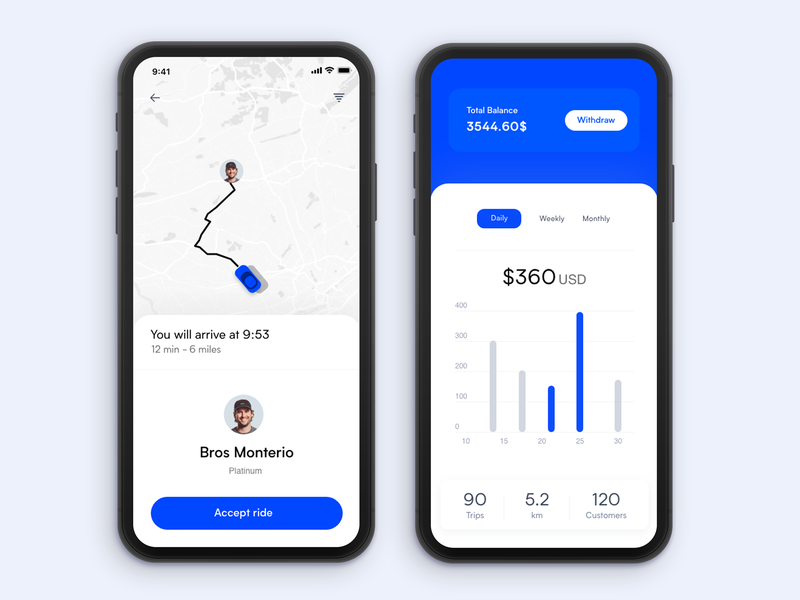 9:41
You will arrive at 9:53
12 min - 6 miles
Bros Monterio
Platinum
Accept ride
Total Balance
3544.60$
Withdraw
Daily Weekly Monthly
$360 USD
400
300
200
100
0
10 15 20 25 30
90 5.2 120
Trips km Customers